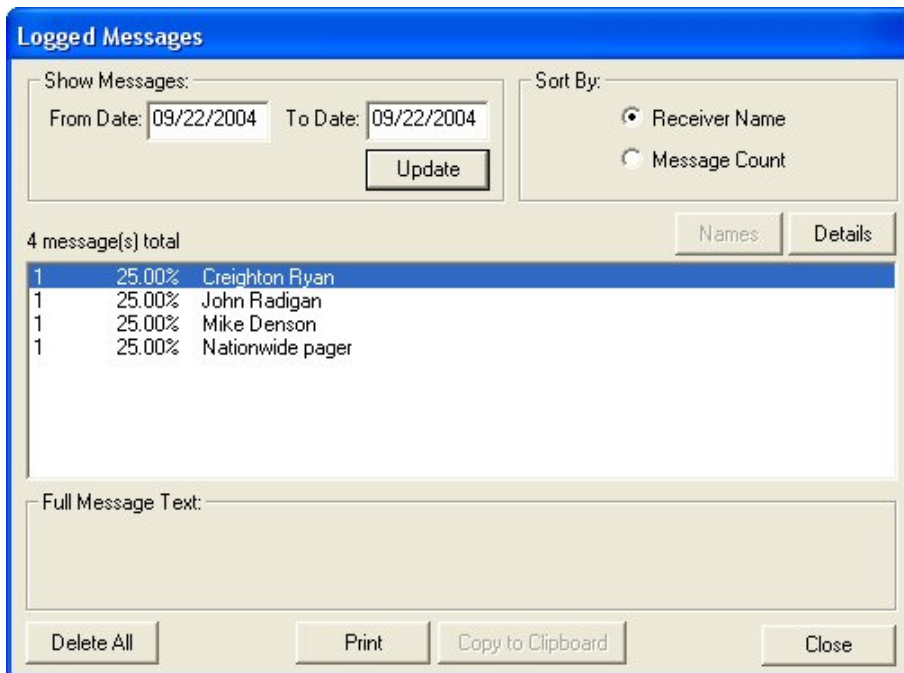 Logged Messages
Show Messages:
Sort By:
From Date: 09/22/2004 To Date: 09/22/2004
Receiver Name
Update
Message Count
4 message(s) total
Names
Details
1 25.00% Creighton Ryan
1 25.00% John Radigan
1 25.00% Mike Denson
1 25.00% Nationwide pager
Full Message Text:
Delete All
Print
Copy to Clipboard
Close